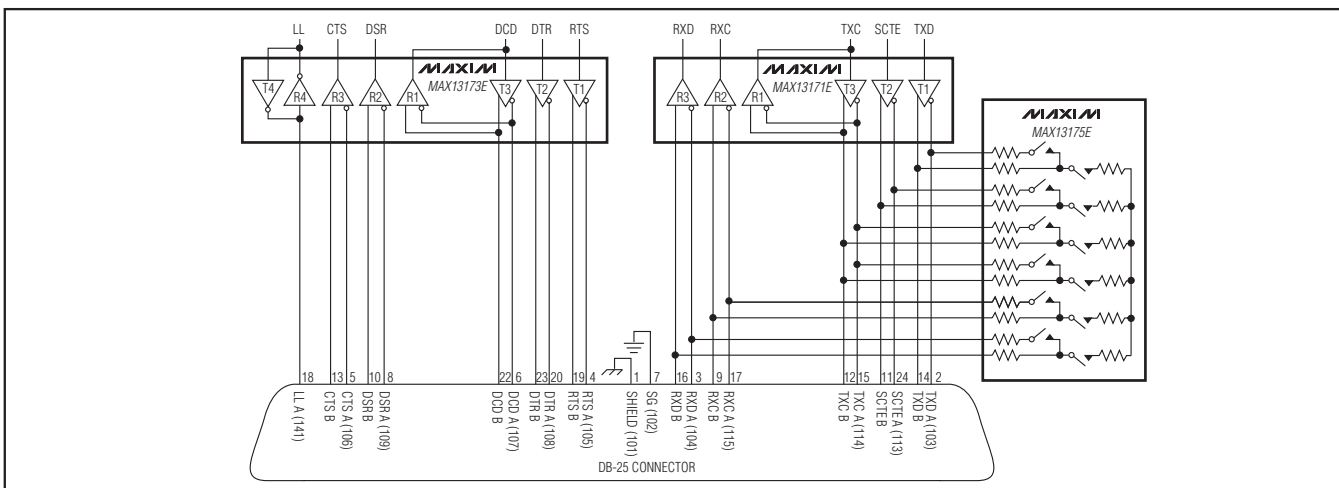 LL CTS DSR DCD DTR RTS RXD RXC TXC SCTE TXD
MAXIM
MAX13173E
T4 R4 R3 R2 R1 T3 T2 T1
MAXIM
MAX13171E
R3 R2 R1 T3 T2 T1
MAXIM
MAX13175E
18 13 5 10 8 22 6 23 20 19 4 1 7 16 3 9 17 12 15 11 24 14 2
LL A (141)
CTS B
CTS A (106)
DSR B
DSR A (109)
DCD B
DCD A (107)
DTR B
DTR A (108)
RTS B
RTS A (105)
SHIELD (101)
SG (102)
RXD B
RXD A (104)
RXC B
RXC A (115)
TXC B
TXC A (114)
SCTE B
SCTE A (113)
TXD B
TXD A (103)
DB-25 CONNECTOR